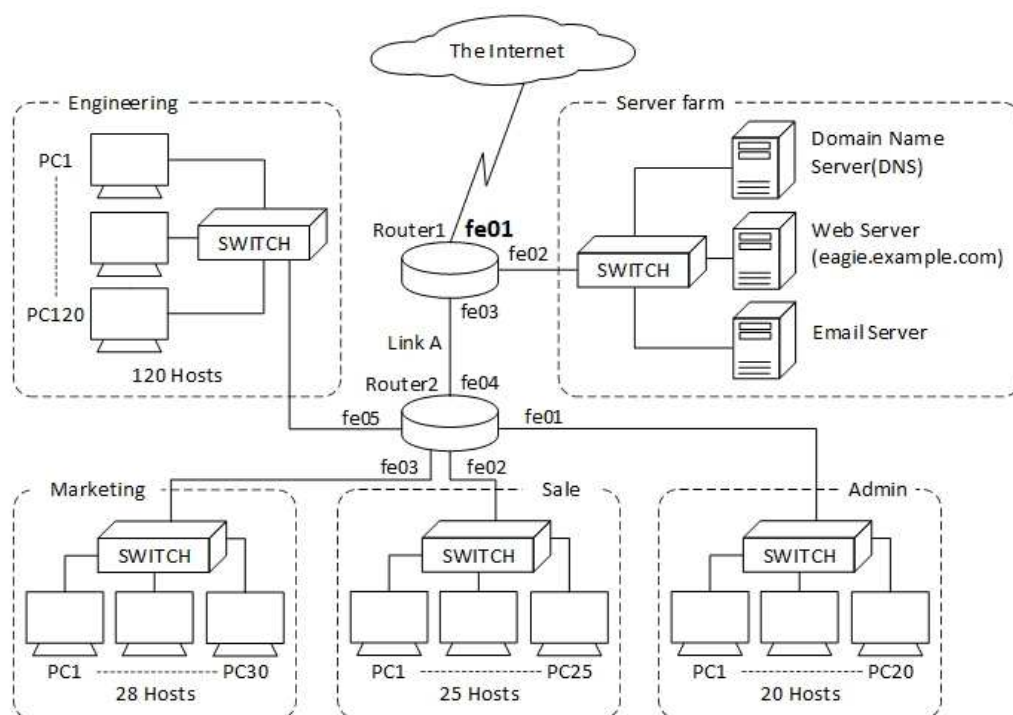 The Internet
Engineering
PC1
PC120
SWITCH
120 Hosts
Server farm
Domain Name
Server(DNS)
Web Server
(eagie.example.com)
Email Server
SWITCH
Router1
fe01
fe02
fe03
Link A
Router2
fe04
fe05
fe01
fe03
fe02
Marketing
SWITCH
PC1
PC30
28 Hosts
Sale
SWITCH
PC1
PC25
25 Hosts
Admin
SWITCH
PC1
PC20
20 Hosts